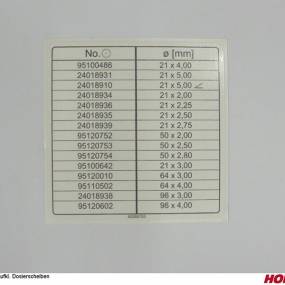 No. ø [mm]
95100486 21 x 4,00
24018931 21 x 5,00
24018910 21 x 5,00
24018934 21 x 2,00
24018936 21 x 2,25
24018935 21 x 2,50
24018939 21 x 2,75
95120752 50 x 2,00
95120753 50 x 2,50
95120754 50 x 2,80
95100642 21 x 3,00
95120010 64 x 3,00
95110502 64 x 4,00
24018938 96 x 3,00
95120602 96 x 4,00
ufkl. Dosierscheiben
HO